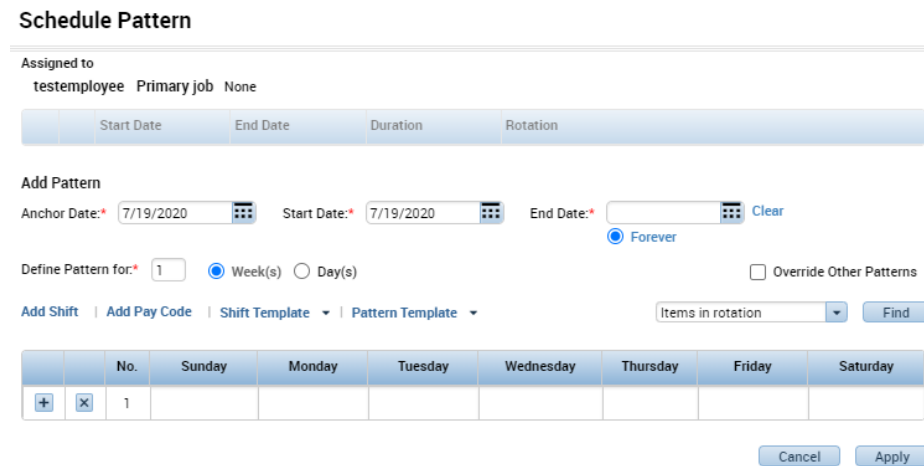 Schedule Pattern
Assigned to
testemployee Primary job None
Start Date End Date Duration Rotation
Add Pattern
Anchor Date:* 7/19/2020 Start Date:* 7/19/2020 End Date:* Clear
Forever
Define Pattern for:* 1 Week(s) Day(s) Override Other Patterns
Add Shift | Add Pay Code | Shift Template | Pattern Template Items in rotation Find
No. Sunday Monday Tuesday Wednesday Thursday Friday Saturday
1
Cancel Apply